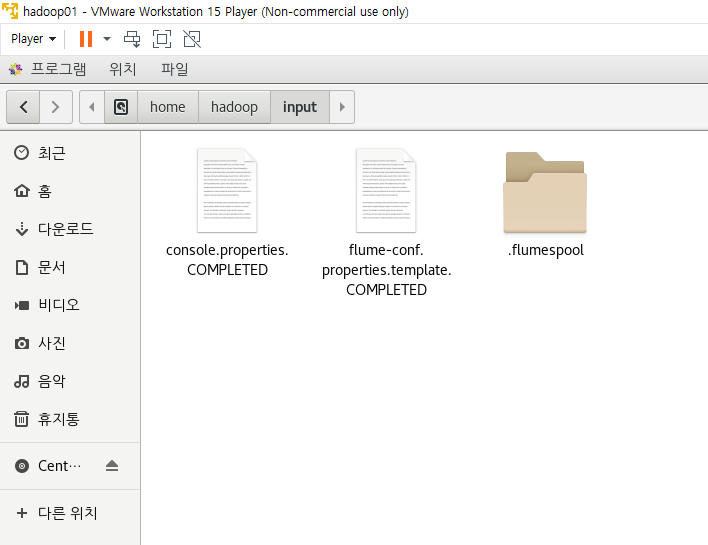 hadoop01 - VMware Workstation 15 Player (Non-commercial use only)
Player
프로그램 위치 파일
home hadoop input
최근
홈
다운로드
문서
비디오
사진
음악
휴지통
Cent⋯
다른 위치
console.properties.
COMPLETED
flume-conf.
properties.template.
COMPLETED
.flumespool